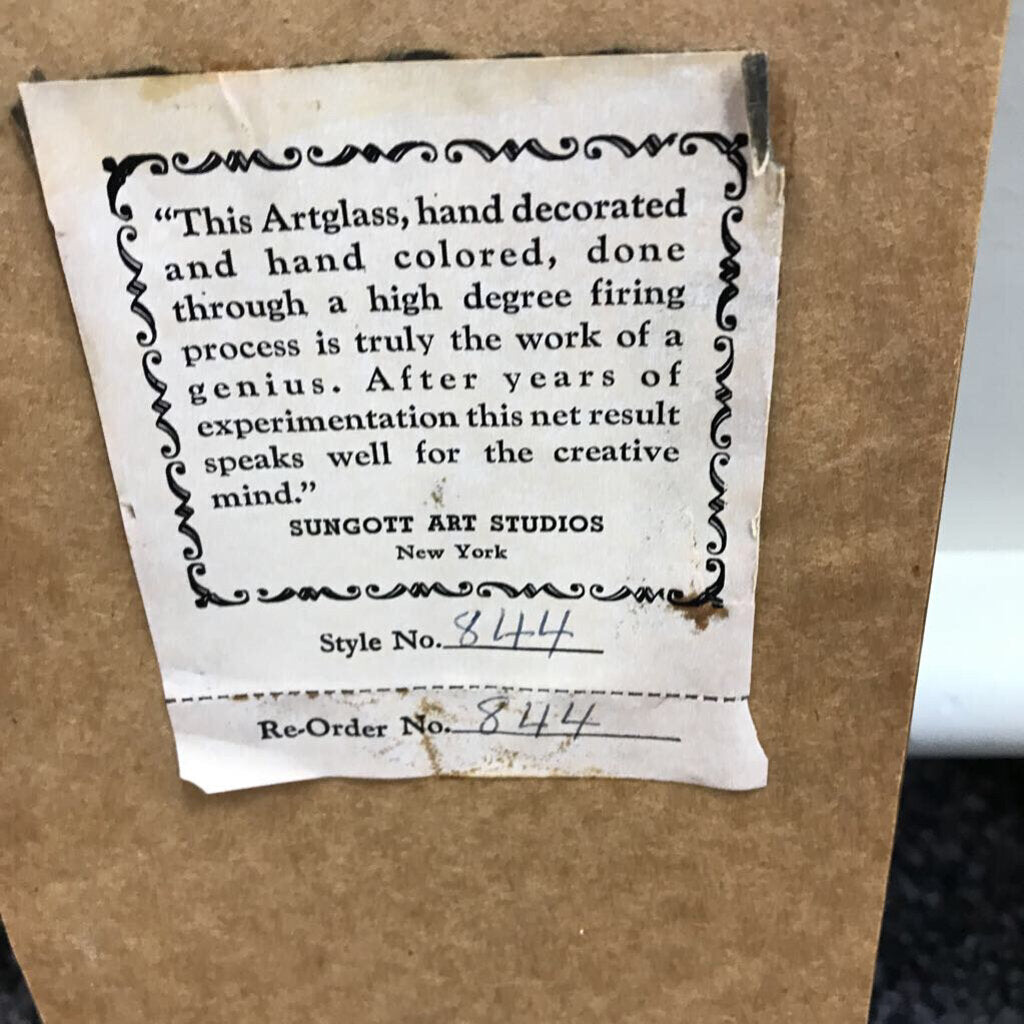 “This Artglass, hand decorated
and hand colored, done
through a high degree firing
process is truly the work of a
genius. After years of
experimentation this net result
speaks well for the creative
mind.”
SUNGOTT ART STUDIOS
New York
Style No. 844
Re-Order No. 844